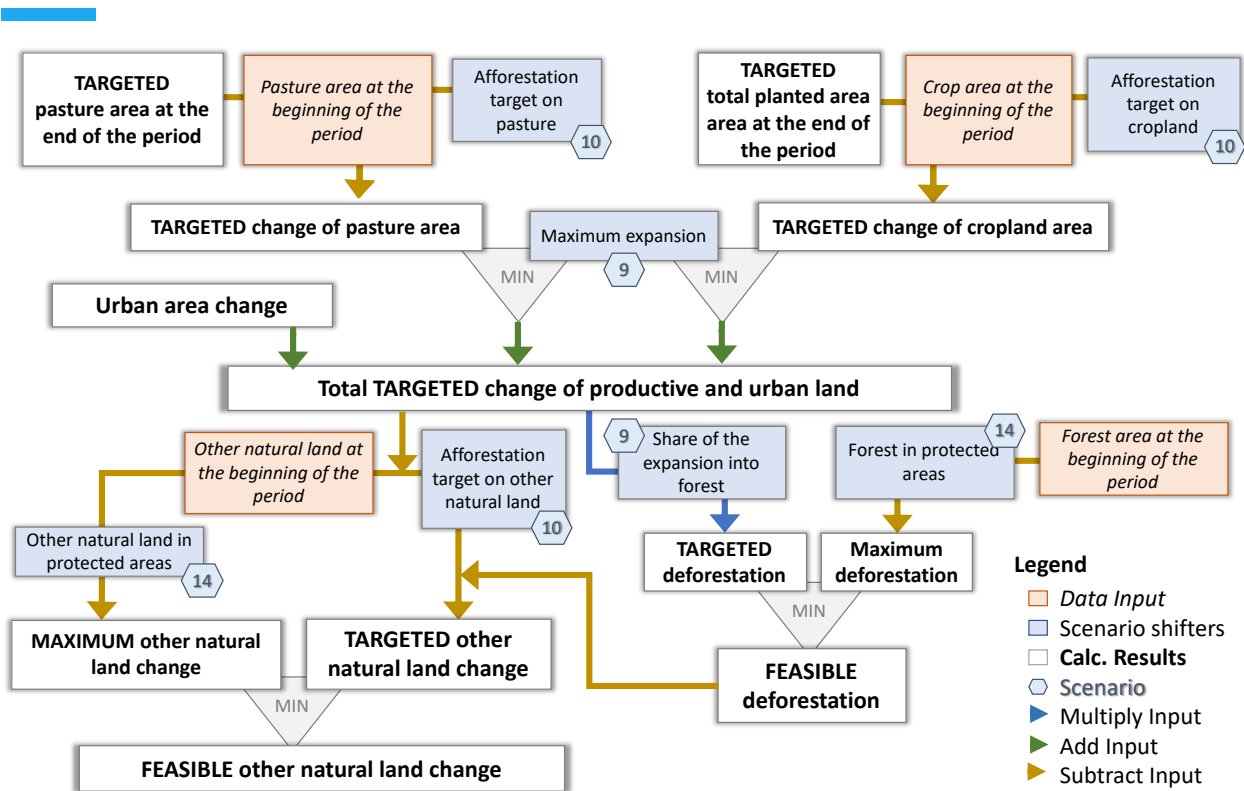 TARGETED
pasture area at the
end of the period
Pasture area at the
beginning of the
period
Afforestation
target on
pasture
10
TARGETED
total planted area
area at the end of
the period
Crop area at the
beginning of the
period
Afforestation
target on
cropland
10
TARGETED change of pasture area
Maximum expansion
9
TARGETED change of cropland area
MIN
MIN
Urban area change
Total TARGETED change of productive and urban land
Other natural land at
the beginning of the
period
Afforestation
target on other
natural land
10
9
Share of the
expansion into
forest
14
Forest in protected
areas
Forest area at the
beginning of the
period
Other natural land in
protected areas
14
TARGETED
deforestation
Maximum
deforestation
MIN
MAXIMUM other natural
land change
TARGETED other
natural land change
FEASIBLE
deforestation
MIN
FEASIBLE other natural land change
Legend
Data Input
Scenario shifters
Calc. Results
Scenario
Multiply Input
Add Input
Subtract Input